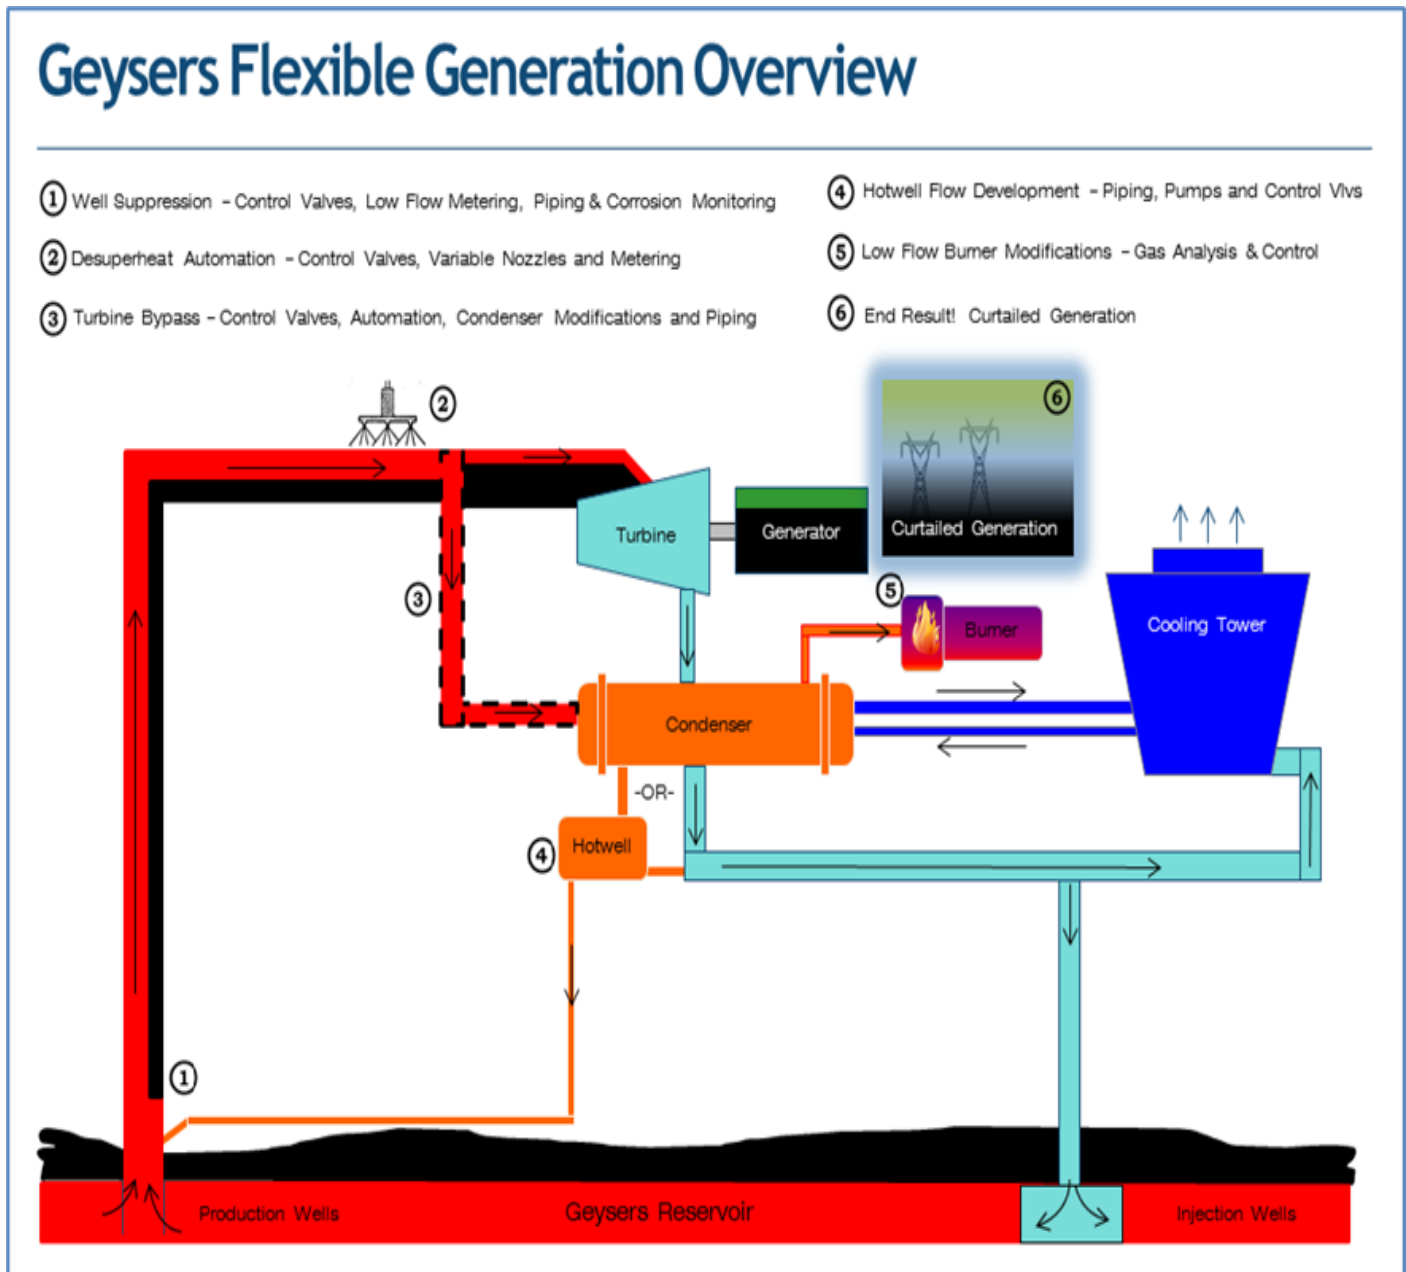 Geysers Flexible Generation Overview
1 Well Suppression – Control Valves, Low Flow Metering, Piping & Corrosion Monitoring
2 Desuperheat Automation – Control Valves, Variable Nozzles and Metering
3 Turbine Bypass – Control Valves, Automation, Condenser Modifications and Piping
4 Hotwell Flow Development – Piping, Pumps and Control Vlvs
5 Low Flow Burner Modifications – Gas Analysis & Control
6 End Result! Curtailed Generation
2
6
Turbine
Generator
Curtailed Generation
3
5
Burner
Cooling Tower
Condenser
-OR-
4
Hotwell
1
Production Wells
Geysers Reservoir
Injection Wells